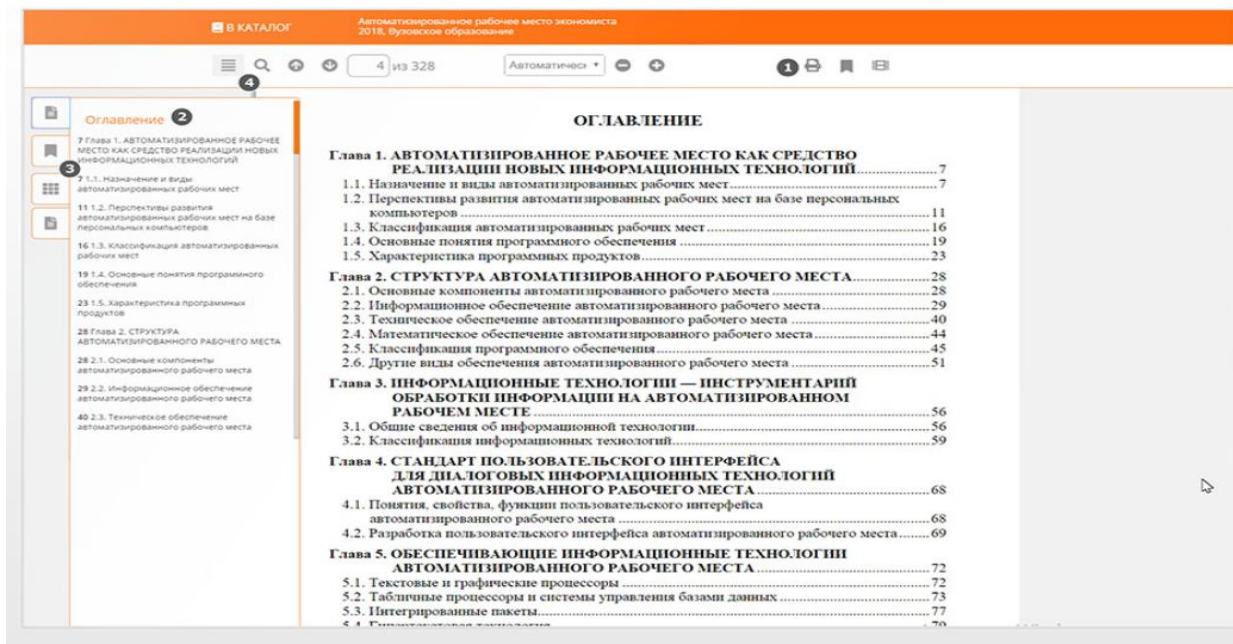 В КАТАЛОГ
Автоматизированное рабочее место экономиста
2018, Вузовское образование
4 из 328
Автоматичесн
1
4
Оглавление 2
7 Глава 1. АВТОМАТИЗИРОВАННОЕ РАБОЧЕЕ
МЕСТО КАК СРЕДСТВО РЕАЛИЗАЦИИ НОВЫХ
ИНФОРМАЦИОННЫХ ТЕХНОЛОГИЙ
3
7 1.1. Назначение и виды
автоматизированных рабочих мест
11 1.2. Перспективы развития
автоматизированных рабочих мест на базе
персональных компьютеров
16 1.3. Классификация автоматизированных
рабочих мест
19 1.4. Основные понятия программного
обеспечения
23 1.5. Характеристика программных
продуктов
28 Глава 2. СТРУКТУРА
АВТОМАТИЗИРОВАННОГО РАБОЧЕГО МЕСТА
28 2.1. Основные компоненты
автоматизированного рабочего места
29 2.2. Информационное обеспечение
автоматизированного рабочего места
40 2.3. Техническое обеспечение
автоматизированного рабочего места
ОГЛАВЛЕНИЕ
Глава 1. АВТОМАТИЗИРОВАННОЕ РАБОЧЕЕ МЕСТО КАК СРЕДСТВО
РЕАЛИЗАЦИИ НОВЫХ ИНФОРМАЦИОННЫХ ТЕХНОЛОГИЙ 7
1.1. Назначение и виды автоматизированных рабочих мест 7
1.2. Перспективы развития автоматизированных рабочих мест на базе персональных
компьютеров 11
1.3. Классификация автоматизированных рабочих мест 16
1.4. Основные понятия программного обеспечения 19
1.5. Характеристика программных продуктов 23
Глава 2. СТРУКТУРА АВТОМАТИЗИРОВАННОГО РАБОЧЕГО МЕСТА 28
2.1. Основные компоненты автоматизированного рабочего места 28
2.2. Информационное обеспечение автоматизированного рабочего места 29
2.3. Техническое обеспечение автоматизированного рабочего места 40
2.4. Математическое обеспечение автоматизированного рабочего места 44
2.5. Классификация программного обеспечения 45
2.6. Другие виды обеспечения автоматизированного рабочего места 51
Глава 3. ИНФОРМАЦИОННЫЕ ТЕХНОЛОГИИ — ИНСТРУМЕНТАРИЙ
ОБРАБОТКИ ИНФОРМАЦИИ НА АВТОМАТИЗИРОВАННОМ
РАБОЧЕМ МЕСТЕ 56
3.1. Общие сведения об информационной технологии 56
3.2. Классификация информационных технологий 59
Глава 4. СТАНДАРТ ПОЛЬЗОВАТЕЛЬСКОГО ИНТЕРФЕЙСА
ДЛЯ ДИАЛОГОВЫХ ИНФОРМАЦИОННЫХ ТЕХНОЛОГИЙ
АВТОМАТИЗИРОВАННОГО РАБОЧЕГО МЕСТА 68
4.1. Понятия, свойства, функции пользовательского интерфейса
автоматизированного рабочего места 68
4.2. Разработка пользовательского интерфейса автоматизированного рабочего места 69
Глава 5. ОБЕСПЕЧИВАЮЩИЕ ИНФОРМАЦИОННЫЕ ТЕХНОЛОГИИ
АВТОМАТИЗИРОВАННОГО РАБОЧЕГО МЕСТА 72
5.1. Текстовые и графические процессоры 72
5.2. Табличные процессоры и системы управления базами данных 73
5.3. Интегрированные пакеты 77
5.4. Гипертекстовая технология 79